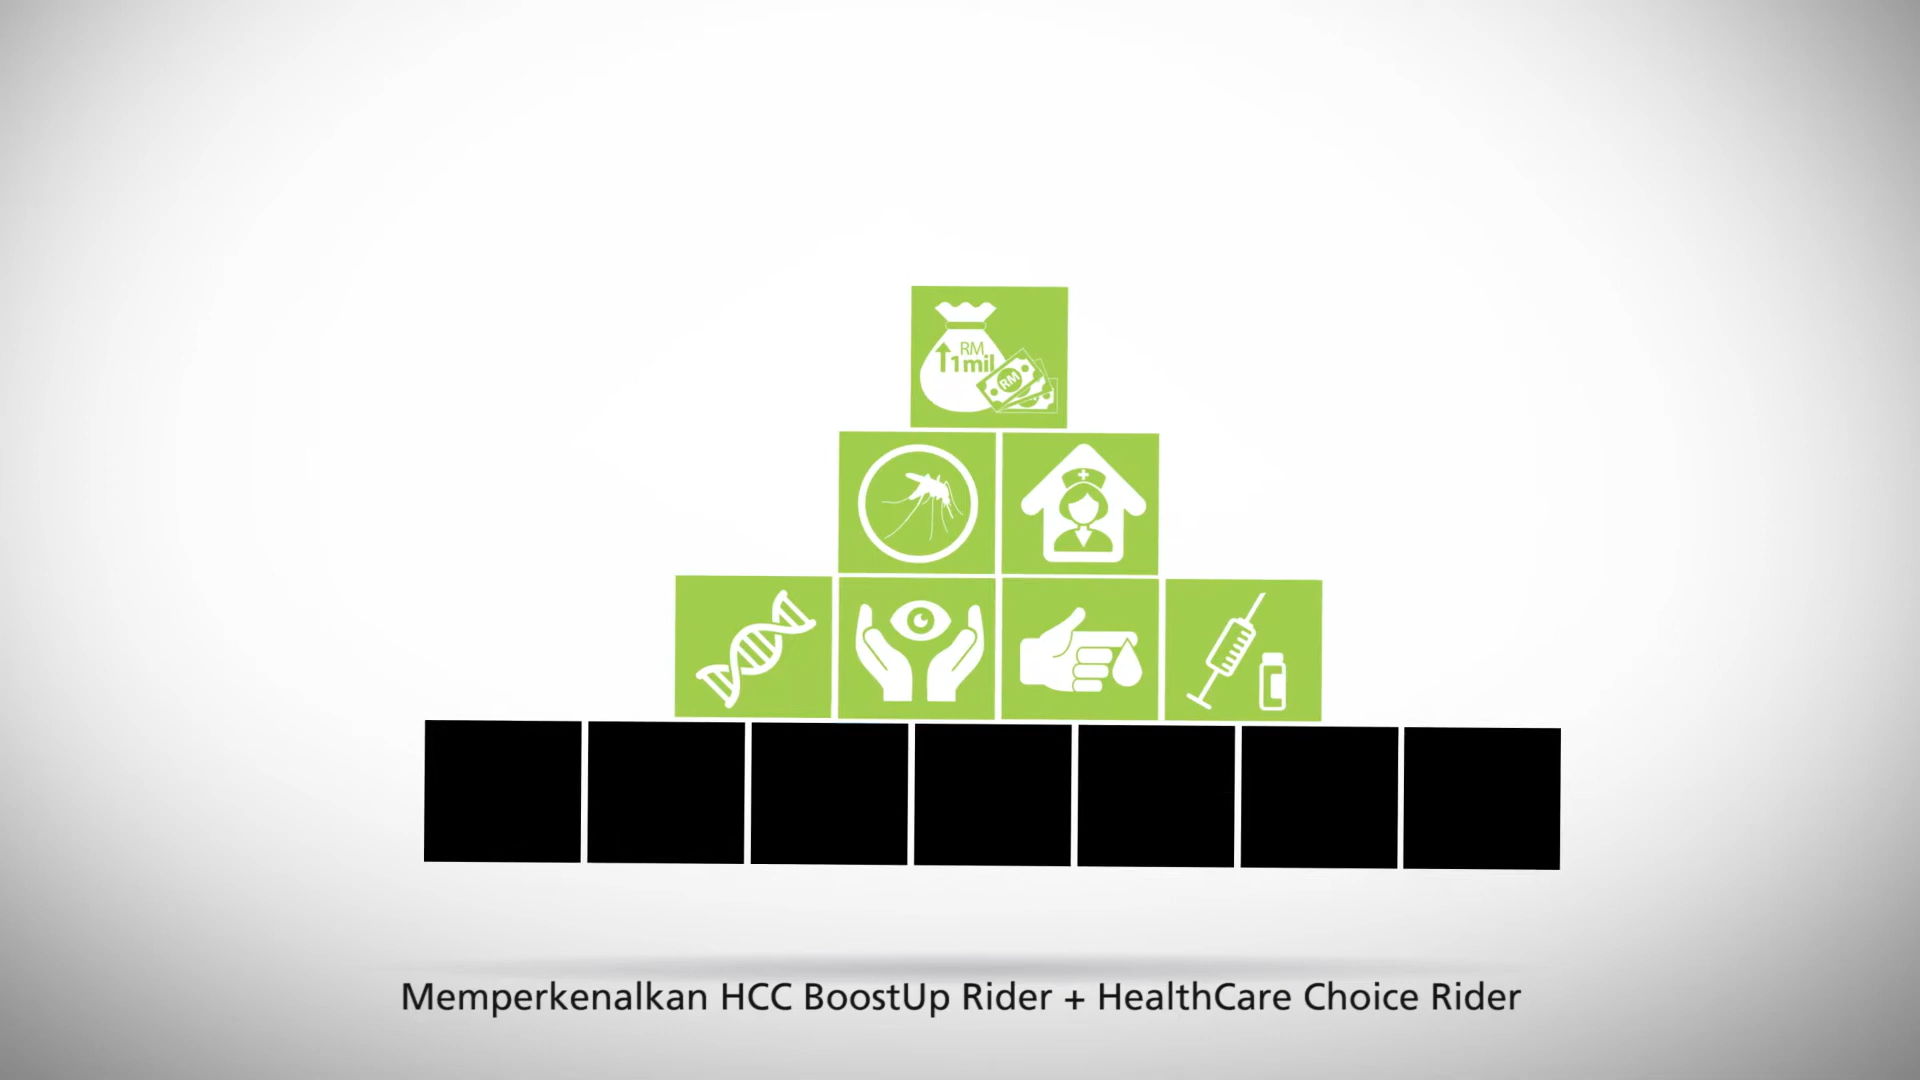 RM
1mil
RM
Memperkenalkan HCC BoostUp Rider + HealthCare Choice Rider